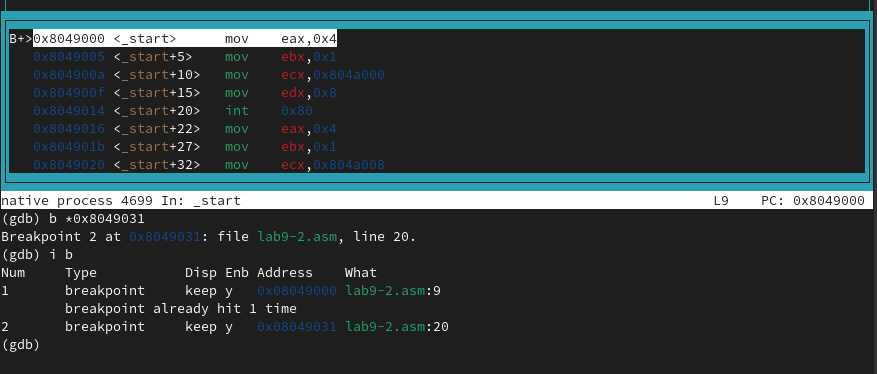 B+>0x8049000 <_start>      mov    eax,0x4
0x8049005 <_start+5>    mov    ebx,0x1
0x804900a <_start+10>   mov    ecx,0x804a000
0x804900f <_start+15>   mov    edx,0x8
0x8049014 <_start+20>   int    0x80
0x8049016 <_start+22>   mov    eax,0x4
0x804901b <_start+27>   mov    ebx,0x1
0x8049020 <_start+32>   mov    ecx,0x804a008
native process 4699 In: _start    L9    PC: 0x8049000
(gdb) b *0x8049031
Breakpoint 2 at 0x8049031: file lab9-2.asm, line 20.
(gdb) i b
Num     Type           Disp Enb Address    What
1       breakpoint     keep y   0x08049000 lab9-2.asm:9
breakpoint already hit 1 time
2       breakpoint     keep y   0x08049031 lab9-2.asm:20
(gdb)